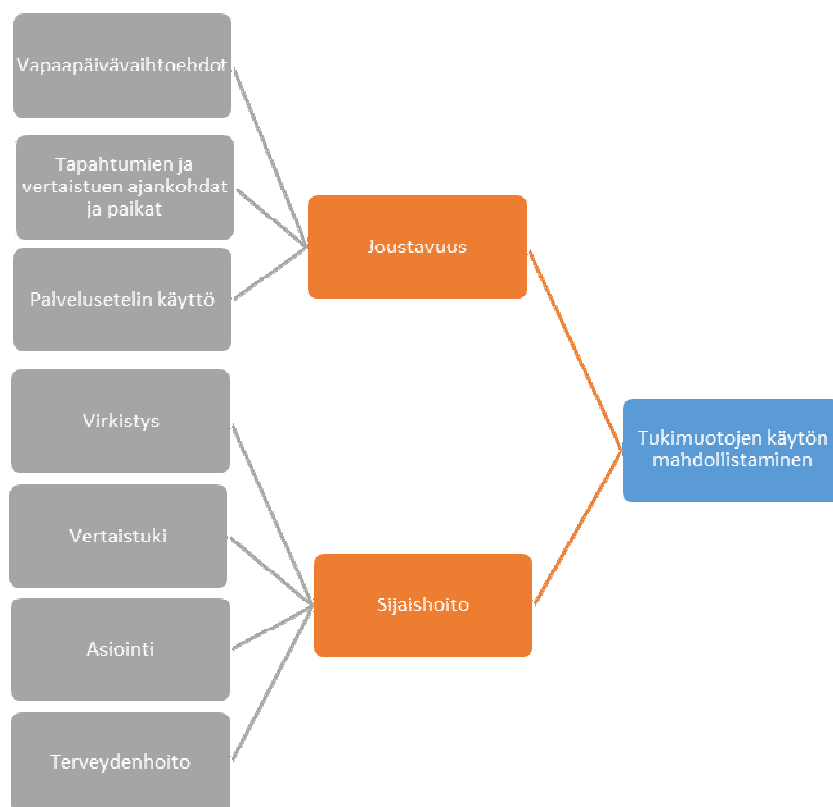 Vapaapäivävaihtoehdot
Tapahtumien ja
vertaistuen ajankohdat
ja paikat
Palvelusetelin käyttö
Joustavuus
Virkistys
Vertaistuki
Asiointi
Terveydenhoito
Sijaishoito
Tukimuotojen käytön
mahdollistaminen